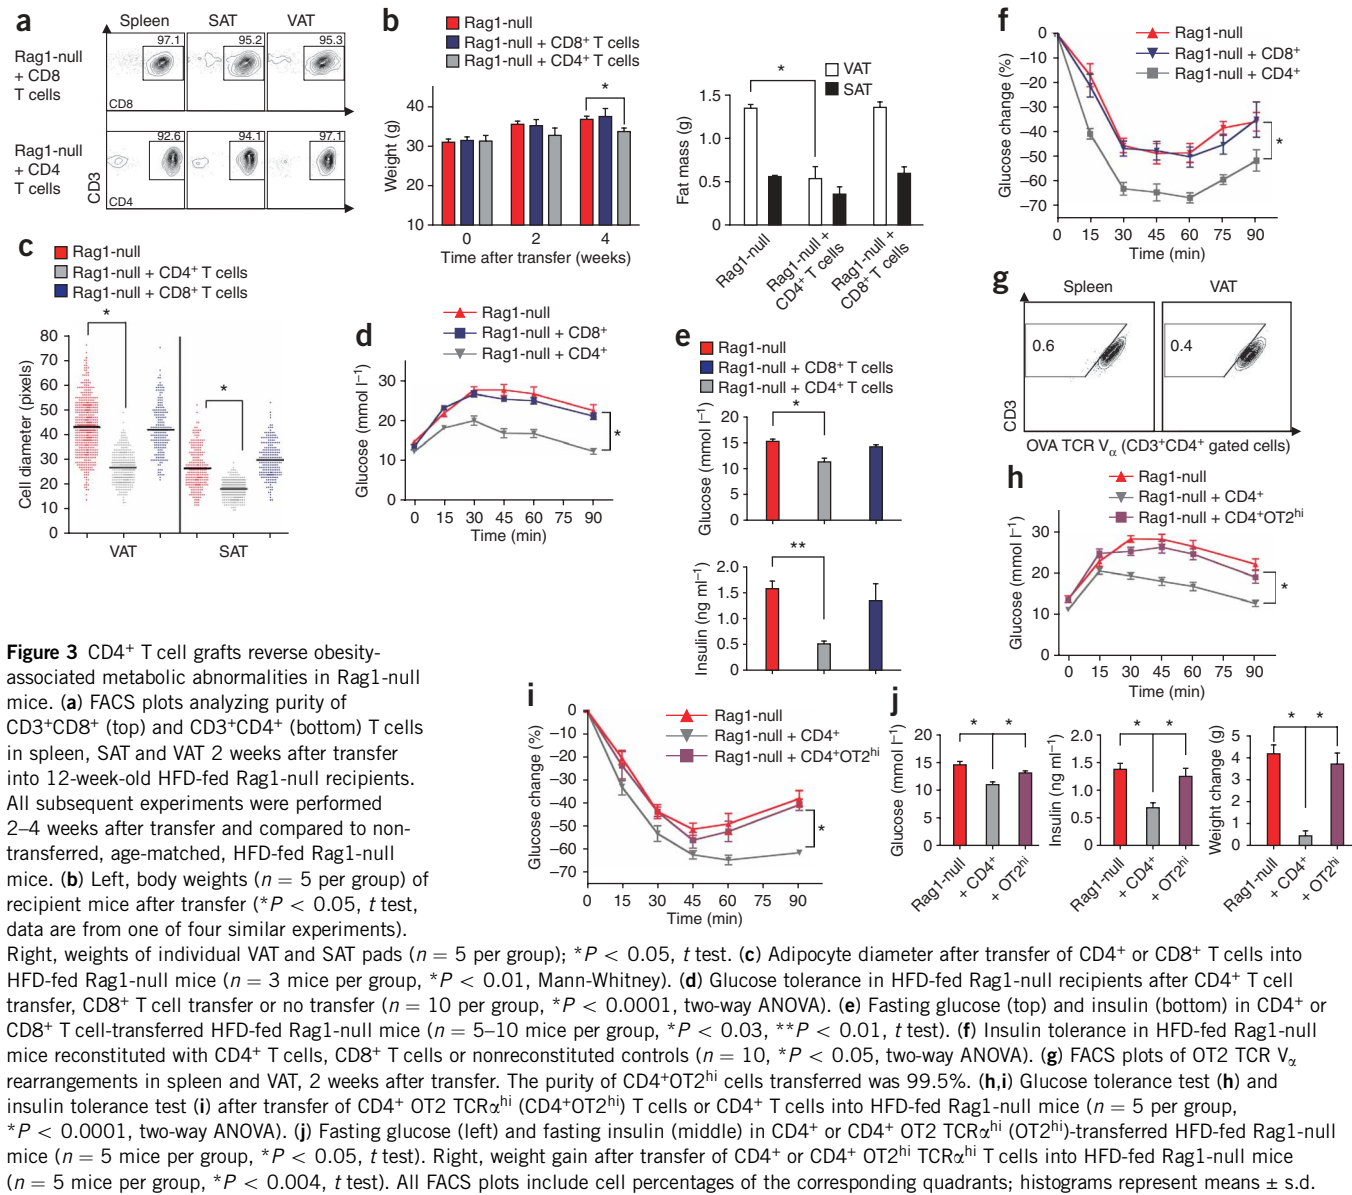 a
Spleen SAT VAT
Rag1-null
+ CD8
T cells
97.1 95.2 95.3
CD8
Rag1-null
+ CD4
T cells
92.6 94.1 97.1
CD3
CD4
b
Rag1-null
Rag1-null + CD8⁺ T cells
Rag1-null + CD4⁺ T cells
Weight (g)
40
30
20
10
*
0 2 4
Time after transfer (weeks)
VAT
SAT
Fat mass (g)
1.5
1.0
0.5
0
*
Rag1-null
Rag1-null +
CD4⁺ T cells
Rag1-null +
CD8⁺ T cells
c
Rag1-null
Rag1-null + CD4⁺ T cells
Rag1-null + CD8⁺ T cells
Cell diameter (pixels)
80
70
60
50
40
30
20
10
0
*
*
VAT SAT
d
Rag1-null
Rag1-null + CD8⁺
Rag1-null + CD4⁺
Glucose (mmol l⁻¹)
30
20
10
0
*
0 15 30 45 60 75 90
Time (min)
e
Rag1-null
Rag1-null + CD8⁺ T cells
Rag1-null + CD4⁺ T cells
Glucose (mmol l⁻¹)
20
15
10
5
0
*
Insulin (ng ml⁻¹)
2.0
1.5
1.0
0.5
0
**
f
Rag1-null
Rag1-null + CD8⁺
Rag1-null + CD4⁺
Glucose change (%)
0
–10
–20
–30
–40
–50
–60
–70
*
0 15 30 45 60 75 90
Time (min)
g
Spleen VAT
0.6 0.4
CD3
OVA TCR Vα (CD3⁺CD4⁺ gated cells)
h
Rag1-null
Rag1-null + CD4⁺
Rag1-null + CD4⁺OT2ʰⁱ
Glucose (mmol l⁻¹)
30
20
10
0
*
0 15 30 45 60 75 90
Time (min)
i
Rag1-null
Rag1-null + CD4⁺
Rag1-null + CD4⁺OT2ʰⁱ
Glucose change (%)
0
–10
–20
–30
–40
–50
–60
–70
*
0 15 30 45 60 75 90
Time (min)
j
Glucose (mmol l⁻¹)
20
15
10
5
0
* *
Rag1-null
+ CD4⁺
+ OT2ʰⁱ
Insulin (ng ml⁻¹)
2.0
1.5
1.0
0.5
0
* *
Rag1-null
+ CD4⁺
+ OT2ʰⁱ
Weight change (g)
5
4
3
2
1
0
* *
Rag1-null
+ CD4⁺
+ OT2ʰⁱ
Figure 3 CD4⁺ T cell grafts reverse obesity-
associated metabolic abnormalities in Rag1-null
mice. (a) FACS plots analyzing purity of
CD3⁺CD8⁺ (top) and CD3⁺CD4⁺ (bottom) T cells
in spleen, SAT and VAT 2 weeks after transfer
into 12-week-old HFD-fed Rag1-null recipients.
All subsequent experiments were performed
2–4 weeks after transfer and compared to non-
transferred, age-matched, HFD-fed Rag1-null
mice. (b) Left, body weights (n = 5 per group) of
recipient mice after transfer (*P < 0.05, t test,
data are from one of four similar experiments).
Right, weights of individual VAT and SAT pads (n = 5 per group); *P < 0.05, t test. (c) Adipocyte diameter after transfer of CD4⁺ or CD8⁺ T cells into
HFD-fed Rag1-null mice (n = 3 mice per group, *P < 0.01, Mann-Whitney). (d) Glucose tolerance in HFD-fed Rag1-null recipients after CD4⁺ T cell
transfer, CD8⁺ T cell transfer or no transfer (n = 10 per group, *P < 0.0001, two-way ANOVA). (e) Fasting glucose (top) and insulin (bottom) in CD4⁺ or
CD8⁺ T cell-transferred HFD-fed Rag1-null mice (n = 5–10 mice per group, *P < 0.03, **P < 0.01, t test). (f) Insulin tolerance in HFD-fed Rag1-null
mice reconstituted with CD4⁺ T cells, CD8⁺ T cells or nonreconstituted controls (n = 10, *P < 0.05, two-way ANOVA). (g) FACS plots of OT2 TCR Vα
rearrangements in spleen and VAT, 2 weeks after transfer. The purity of CD4⁺OT2ʰⁱ cells transferred was 99.5%. (h,i) Glucose tolerance test (h) and
insulin tolerance test (i) after transfer of CD4⁺ OT2 TCRαʰⁱ (CD4⁺OT2ʰⁱ) T cells or CD4⁺ T cells into HFD-fed Rag1-null mice (n = 5 per group,
*P < 0.0001, two-way ANOVA). (j) Fasting glucose (left) and fasting insulin (middle) in CD4⁺ or CD4⁺ OT2 TCRαʰⁱ (OT2ʰⁱ)-transferred HFD-fed Rag1-null
mice (n = 5 mice per group, *P < 0.05, t test). Right, weight gain after transfer of CD4⁺ or CD4⁺ OT2ʰⁱ TCRαʰⁱ T cells into HFD-fed Rag1-null mice
(n = 5 mice per group, *P < 0.004, t test). All FACS plots include cell percentages of the corresponding quadrants; histograms represent means ± s.d.